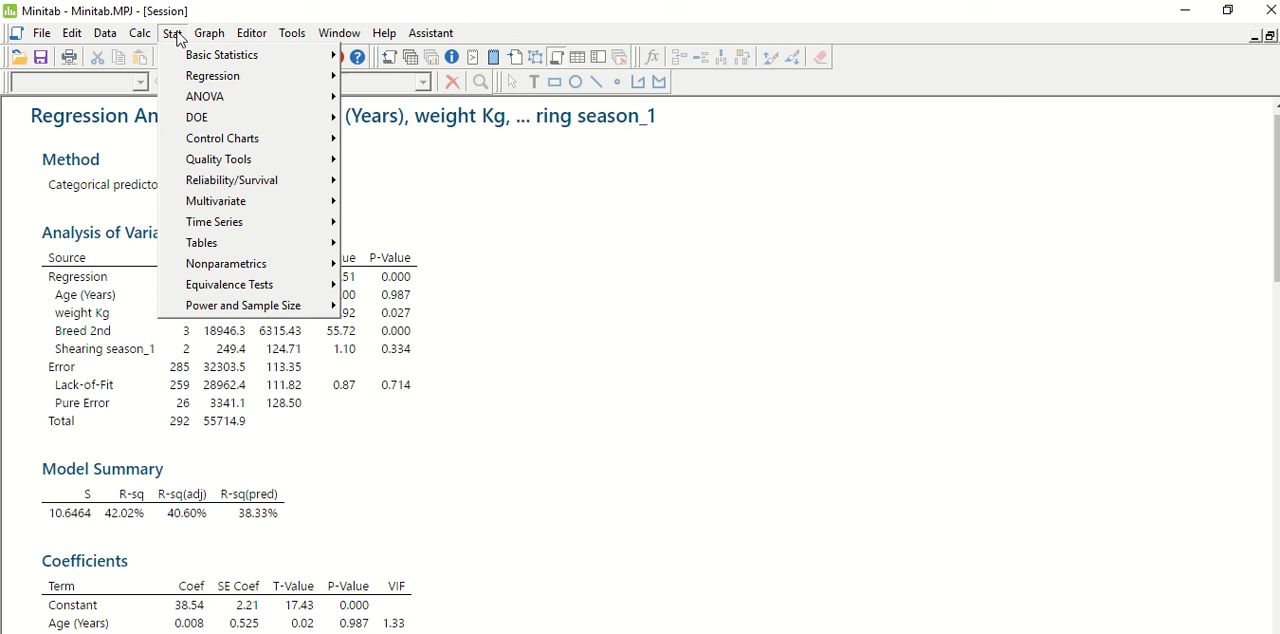 Minitab - Minitab.MPJ - [Session]
File Edit Data Calc Stat Graph Editor Tools Window Help Assistant
Basic Statistics
Regression
ANOVA
DOE
Control Charts
Quality Tools
Reliability/Survival
Multivariate
Time Series
Tables
Nonparametrics
Equivalence Tests
Power and Sample Size
Regression An (Years), weight Kg, ... ring season_1
Method
Categorical predicto
Analysis of Varia
Source ue P-Value
Regression 51 0.000
Age (Years) 00 0.987
weight Kg 92 0.027
Breed 2nd 3 18946.3 6315.43 55.72 0.000
Shearing season_1 2 249.4 124.71 1.10 0.334
Error 285 32303.5 113.35
Lack-of-Fit 259 28962.4 111.82 0.87 0.714
Pure Error 26 3341.1 128.50
Total 292 55714.9
Model Summary
S R-sq R-sq(adj) R-sq(pred)
10.6464 42.02% 40.60% 38.33%
Coefficients
Term Coef SE Coef T-Value P-Value VIF
Constant 38.54 2.21 17.43 0.000
Age (Years) 0.008 0.525 0.02 0.987 1.33